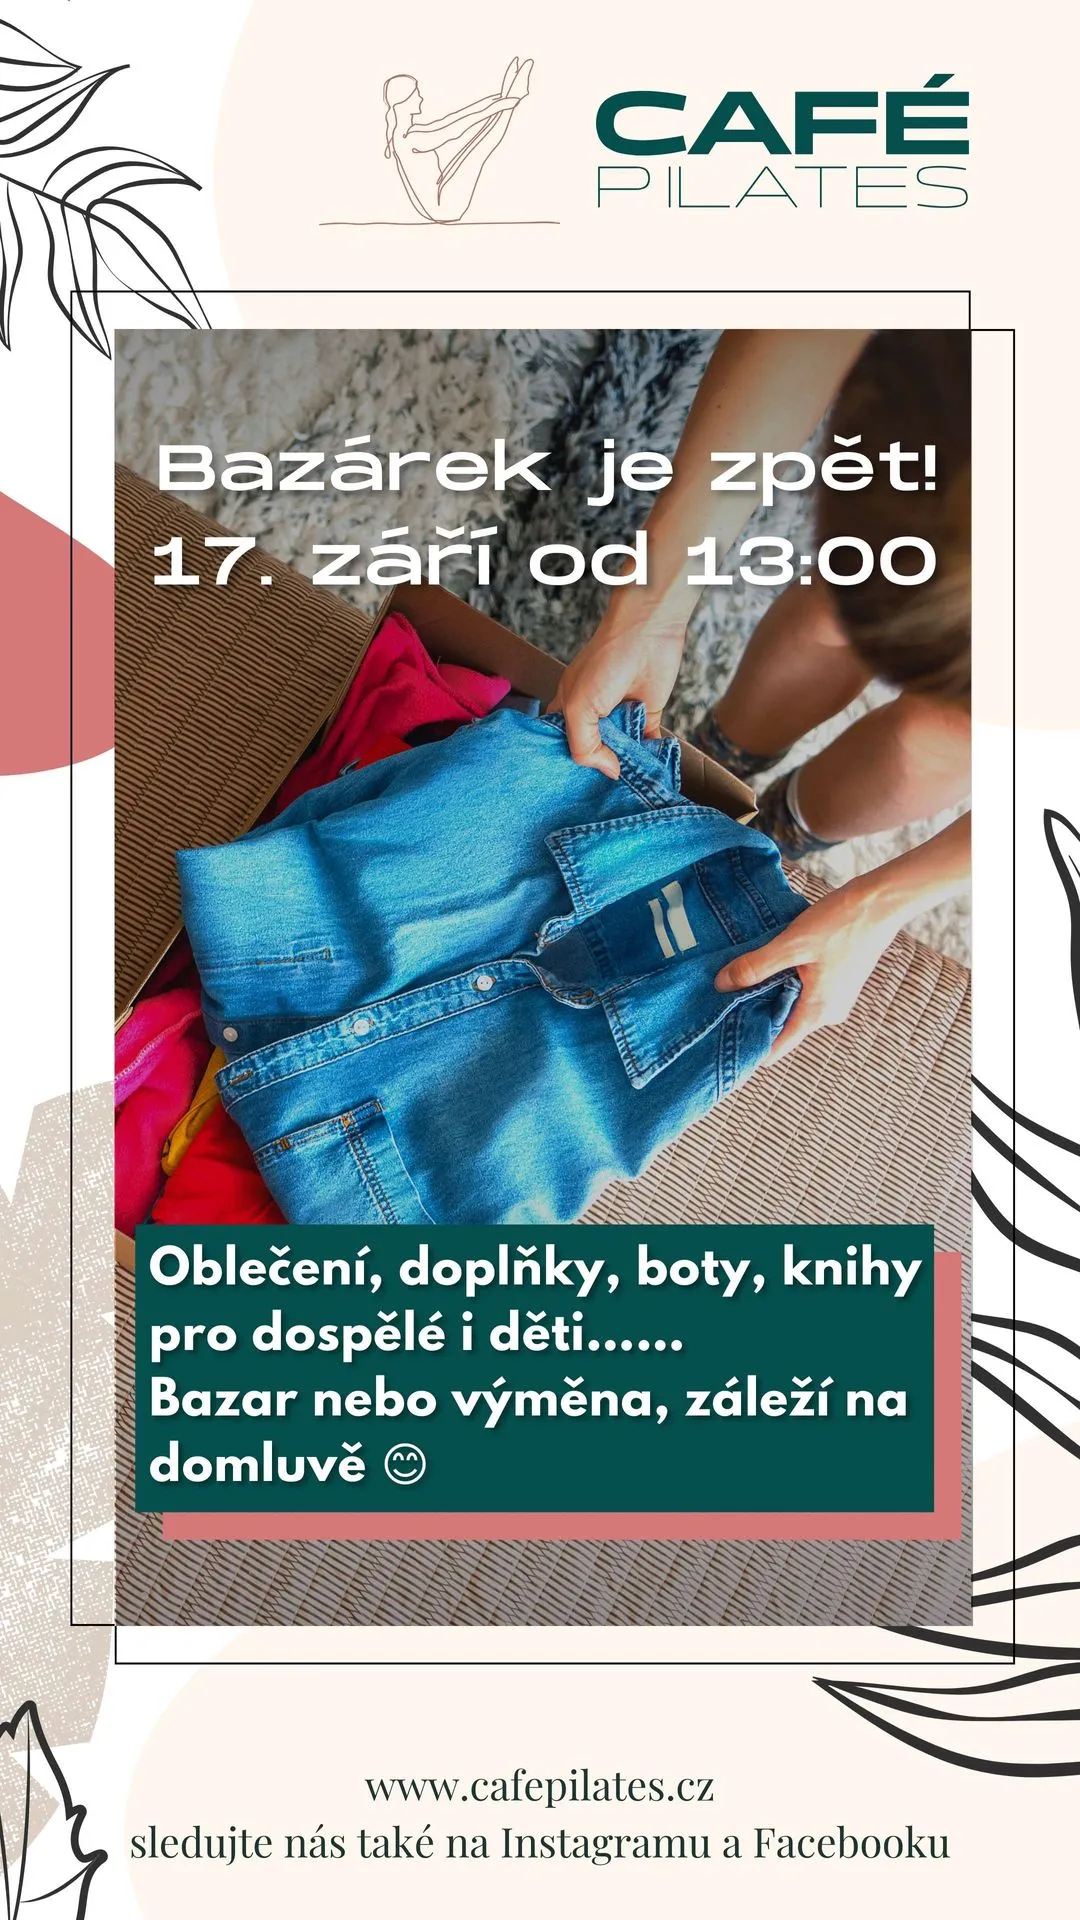 CAFÉ
PILATES
Bazárek je zpět!
17. září od 13:00
Oblečení, doplňky, boty, knihy
pro dospělé i děti......
Bazar nebo výměna, záleží na
domluvě 😊
www.cafepilates.cz
sledujte nás také na Instagramu a Facebooku